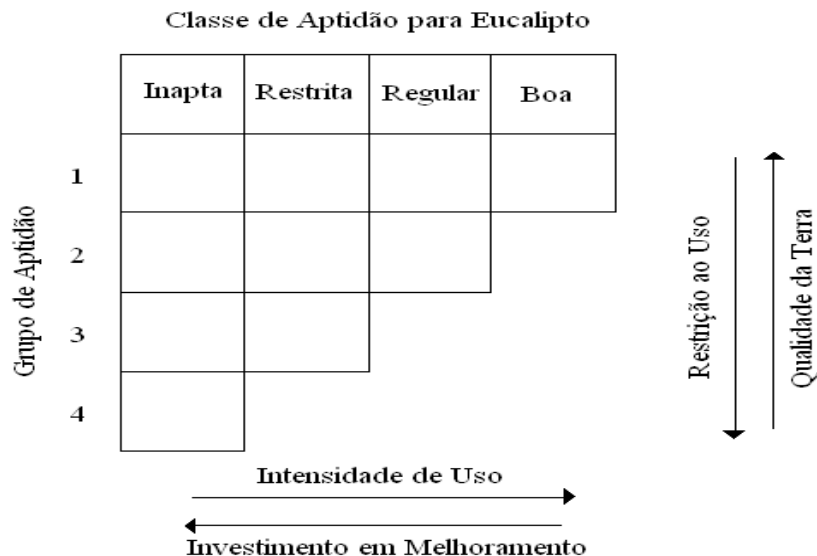 Classe de Aptidão para Eucalipto
Inapta
Restrita
Regular
Boa
Grupo de Aptidão
1
2
3
4
Restrição ao Uso
Qualidade da Terra
Intensidade de Uso
Investimento em Melhoramento